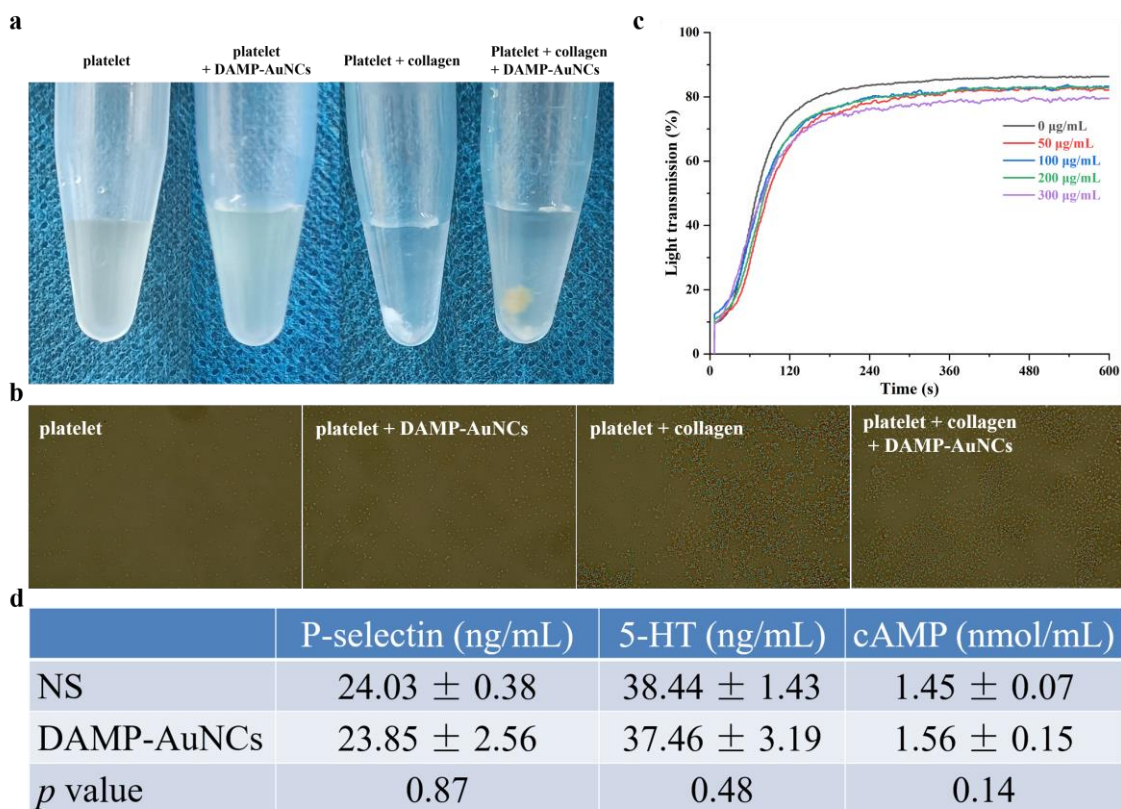 a
platelet
platelet
+ DAMP-AuNCs
Platelet + collagen
Platelet + collagen
+ DAMP-AuNCs
c
100
80
60
40
20
0
Light transmission (%)
0 μg/mL
50 μg/mL
100 μg/mL
200 μg/mL
300 μg/mL
0 120 240 360 480 600
Time (s)
b
platelet
platelet + DAMP-AuNCs
platelet + collagen
platelet + collagen
+ DAMP-AuNCs
d
P-selectin (ng/mL) 5-HT (ng/mL) cAMP (nmol/mL)
NS 24.03 ± 0.38 38.44 ± 1.43 1.45 ± 0.07
DAMP-AuNCs 23.85 ± 2.56 37.46 ± 3.19 1.56 ± 0.15
p value 0.87 0.48 0.14